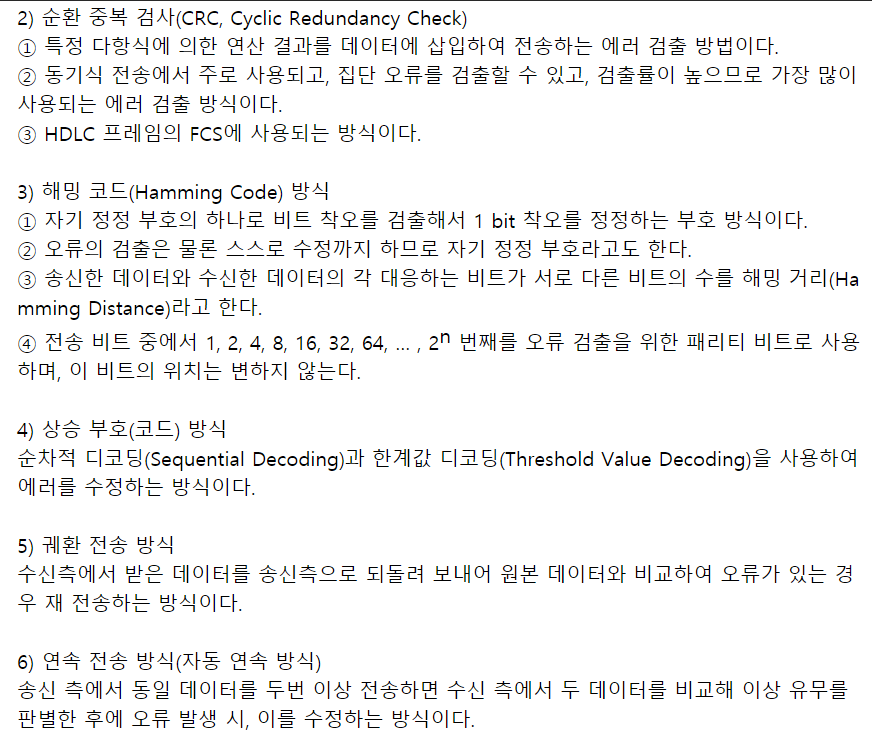 2) 순환 중복 검사(CRC, Cyclic Redundancy Check)
① 특정 다항식에 의한 연산 결과를 데이터에 삽입하여 전송하는 에러 검출 방법이다.
② 동기식 전송에서 주로 사용되고, 집단 오류를 검출할 수 있고, 검출률이 높으므로 가장 많이
사용되는 에러 검출 방식이다.
③ HDLC 프레임의 FCS에 사용되는 방식이다.
3) 해밍 코드(Hamming Code) 방식
① 자기 정정 부호의 하나로 비트 착오를 검출해서 1 bit 착오를 정정하는 부호 방식이다.
② 오류의 검출은 물론 스스로 수정까지 하므로 자기 정정 부호라고도 한다.
③ 송신한 데이터와 수신한 데이터의 각 대응하는 비트가 서로 다른 비트의 수를 해밍 거리(Ha
mming Distance)라고 한다.
④ 전송 비트 중에서 1, 2, 4, 8, 16, 32, 64, … , 2ⁿ 번째를 오류 검출을 위한 패리티 비트로 사용
하며, 이 비트의 위치는 변하지 않는다.
4) 상승 부호(코드) 방식
순차적 디코딩(Sequential Decoding)과 한계값 디코딩(Threshold Value Decoding)을 사용하여
에러를 수정하는 방식이다.
5) 궤환 전송 방식
수신측에서 받은 데이터를 송신측으로 되돌려 보내어 원본 데이터와 비교하여 오류가 있는 경
우 재 전송하는 방식이다.
6) 연속 전송 방식(자동 연속 방식)
송신 측에서 동일 데이터를 두번 이상 전송하면 수신 측에서 두 데이터를 비교해 이상 유무를
판별한 후에 오류 발생 시, 이를 수정하는 방식이다.